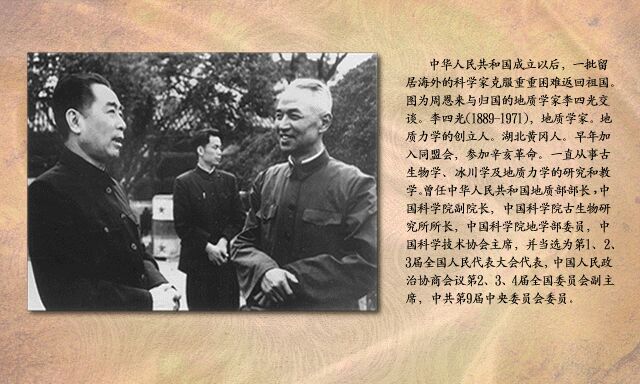 中华人民共和国成立以后，一批留
居海外的科学家克服重重困难返回祖国。
图为周恩来与归国的地质学家李四光交
谈。李四光(1889-1971)，地质学家。地
质力学的创立人。湖北黄冈人。早年加
入同盟会，参加辛亥革命。一直从事古
生物学、冰川学及地质力学的研究和教
学。曾任中华人民共和国地质部部长，中
国科学院副院长，中国科学院古生物研
究所所长，中国科学院地学部委员，中
国科学技术协会主席，并当选为第1、2、
3届全国人民代表大会代表，中国人民政
治协商会议第2、3、4届全国委员会副主
席，中共第9届中央委员会委员。